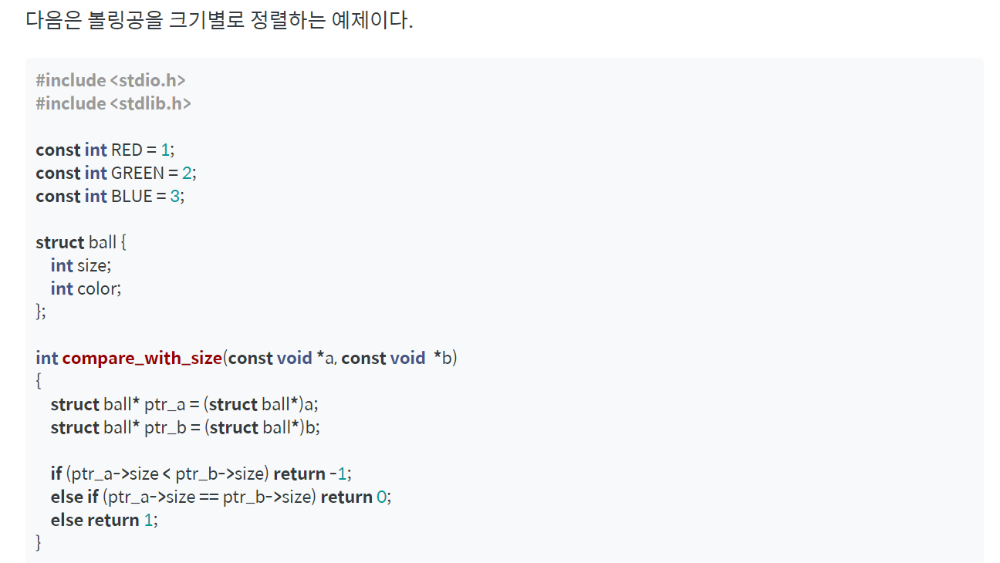 다음은 볼링공을 크기별로 정렬하는 예제이다.
#include <stdio.h>
#include <stdlib.h>
const int RED = 1;
const int GREEN = 2;
const int BLUE = 3;
struct ball {
int size;
int color;
};
int compare_with_size(const void *a, const void  *b)
{
struct ball* ptr_a = (struct ball*)a;
struct ball* ptr_b = (struct ball*)b;
if (ptr_a->size < ptr_b->size) return -1;
else if (ptr_a->size == ptr_b->size) return 0;
else return 1;
}